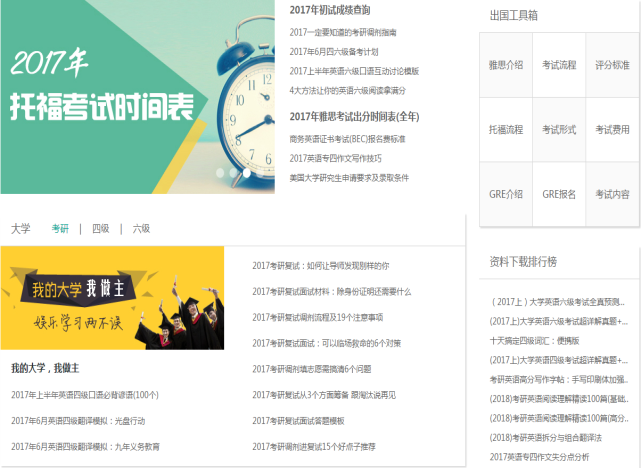 2017年
托福考试时间表
2017年初试成绩查询
2017一定要知道的考研调剂指南
2017年6月四六级备考计划
2017上半年英语六级口语互动讨论模版
4大方法让你的英语六级阅读拿满分
2017年雅思考试出分时间表(全年)
商务英语证书考试(BEC)报名费标准
2017英语专四作文写作技巧
美国大学研究生申请要求及录取条件
出国工具箱
雅思介绍 考试流程 评分标准
托福流程 考试形式 考试费用
GRE介绍 GRE报名 考试内容
大学 考研 | 四级 | 六级
我的大学 我做主
娱乐学习两不误
我的大学，我做主
2017年上半年英语四级口语必背谚语(100个)
2017年6月英语四级翻译模拟：光盘行动
2017年6月英语四级翻译模拟：九年义务教育
2017考研复试：如何让导师发现别样的你
2017考研复试面试材料：除身份证明还需要什么
2017考研复试调剂流程及19个注意事项
2017考研复试面试：可以临场救命的6个对策
2017考研调剂填志愿需搞清6个问题
2017考研复试从3个方面筹备 跟淘汰说再见
2017考研复试面试答题模板
2017考研调剂进复试15个好点子推荐
资料下载排行榜
（2017上）大学英语六级考试全真预测...
(2017上)大学英语六级考试超详解真题+...
十天搞定四级词汇：便携版
(2017上)大学英语四级考试超详解真题+...
考研英语高分写作字帖：手写印刷体加强...
(2018)考研英语阅读理解精读100篇(基础...
(2018)考研英语阅读理解精读100篇(高分...
(2018)考研英语拆分与组合翻译法
2017英语专四作文失分点分析